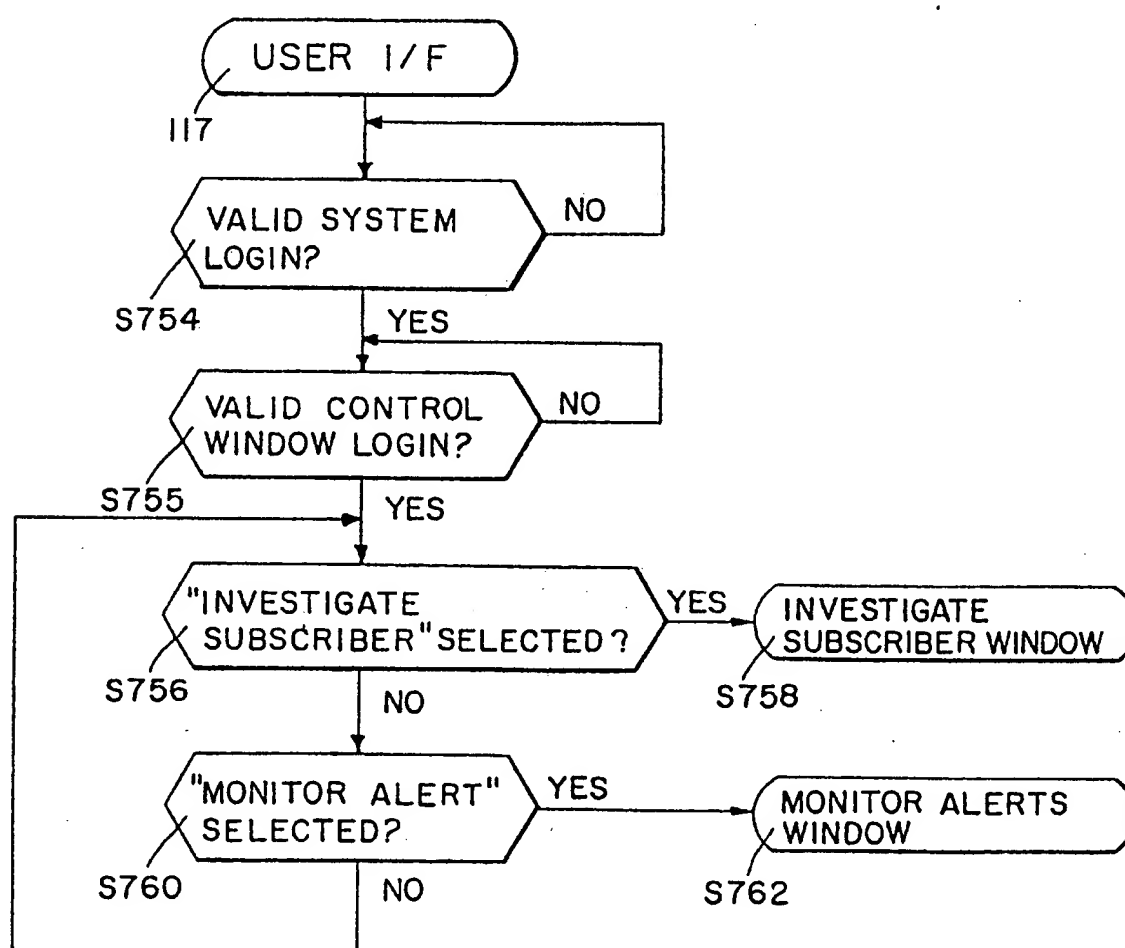 USER I/F
117
VALID SYSTEM
LOGIN?
NO
S754
YES
VALID CONTROL
WINDOW LOGIN?
NO
S755
YES
"INVESTIGATE
SUBSCRIBER" SELECTED?
YES
INVESTIGATE
SUBSCRIBER WINDOW
S756
NO
S758
"MONITOR ALERT"
SELECTED?
YES
MONITOR ALERTS
WINDOW
S760
NO
S762